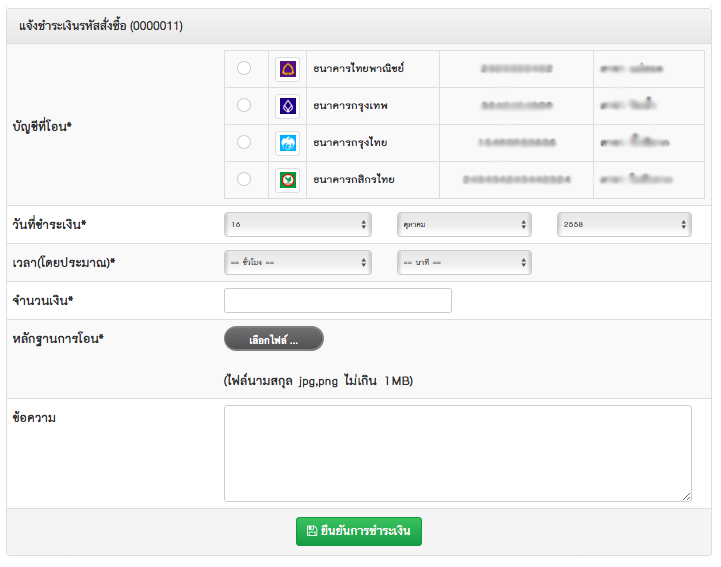 แจ้งชำระเงินรหัสสั่งซื้อ (0000011)
บัญชีที่โอน*
ธนาคารไทยพาณิชย์
ธนาคารกรุงเทพ
ธนาคารกรุงไทย
ธนาคารกสิกรไทย
วันที่ชำระเงิน* 16 ตุลาคม 2558
เวลา(โดยประมาณ)* == ชั่วโมง == == นาที ==
จำนวนเงิน*
หลักฐานการโอน* เลือกไฟล์ ...
(ไฟล์นามสกุล jpg,png ไม่เกิน 1MB)
ข้อความ
ยืนยันการชำระเงิน